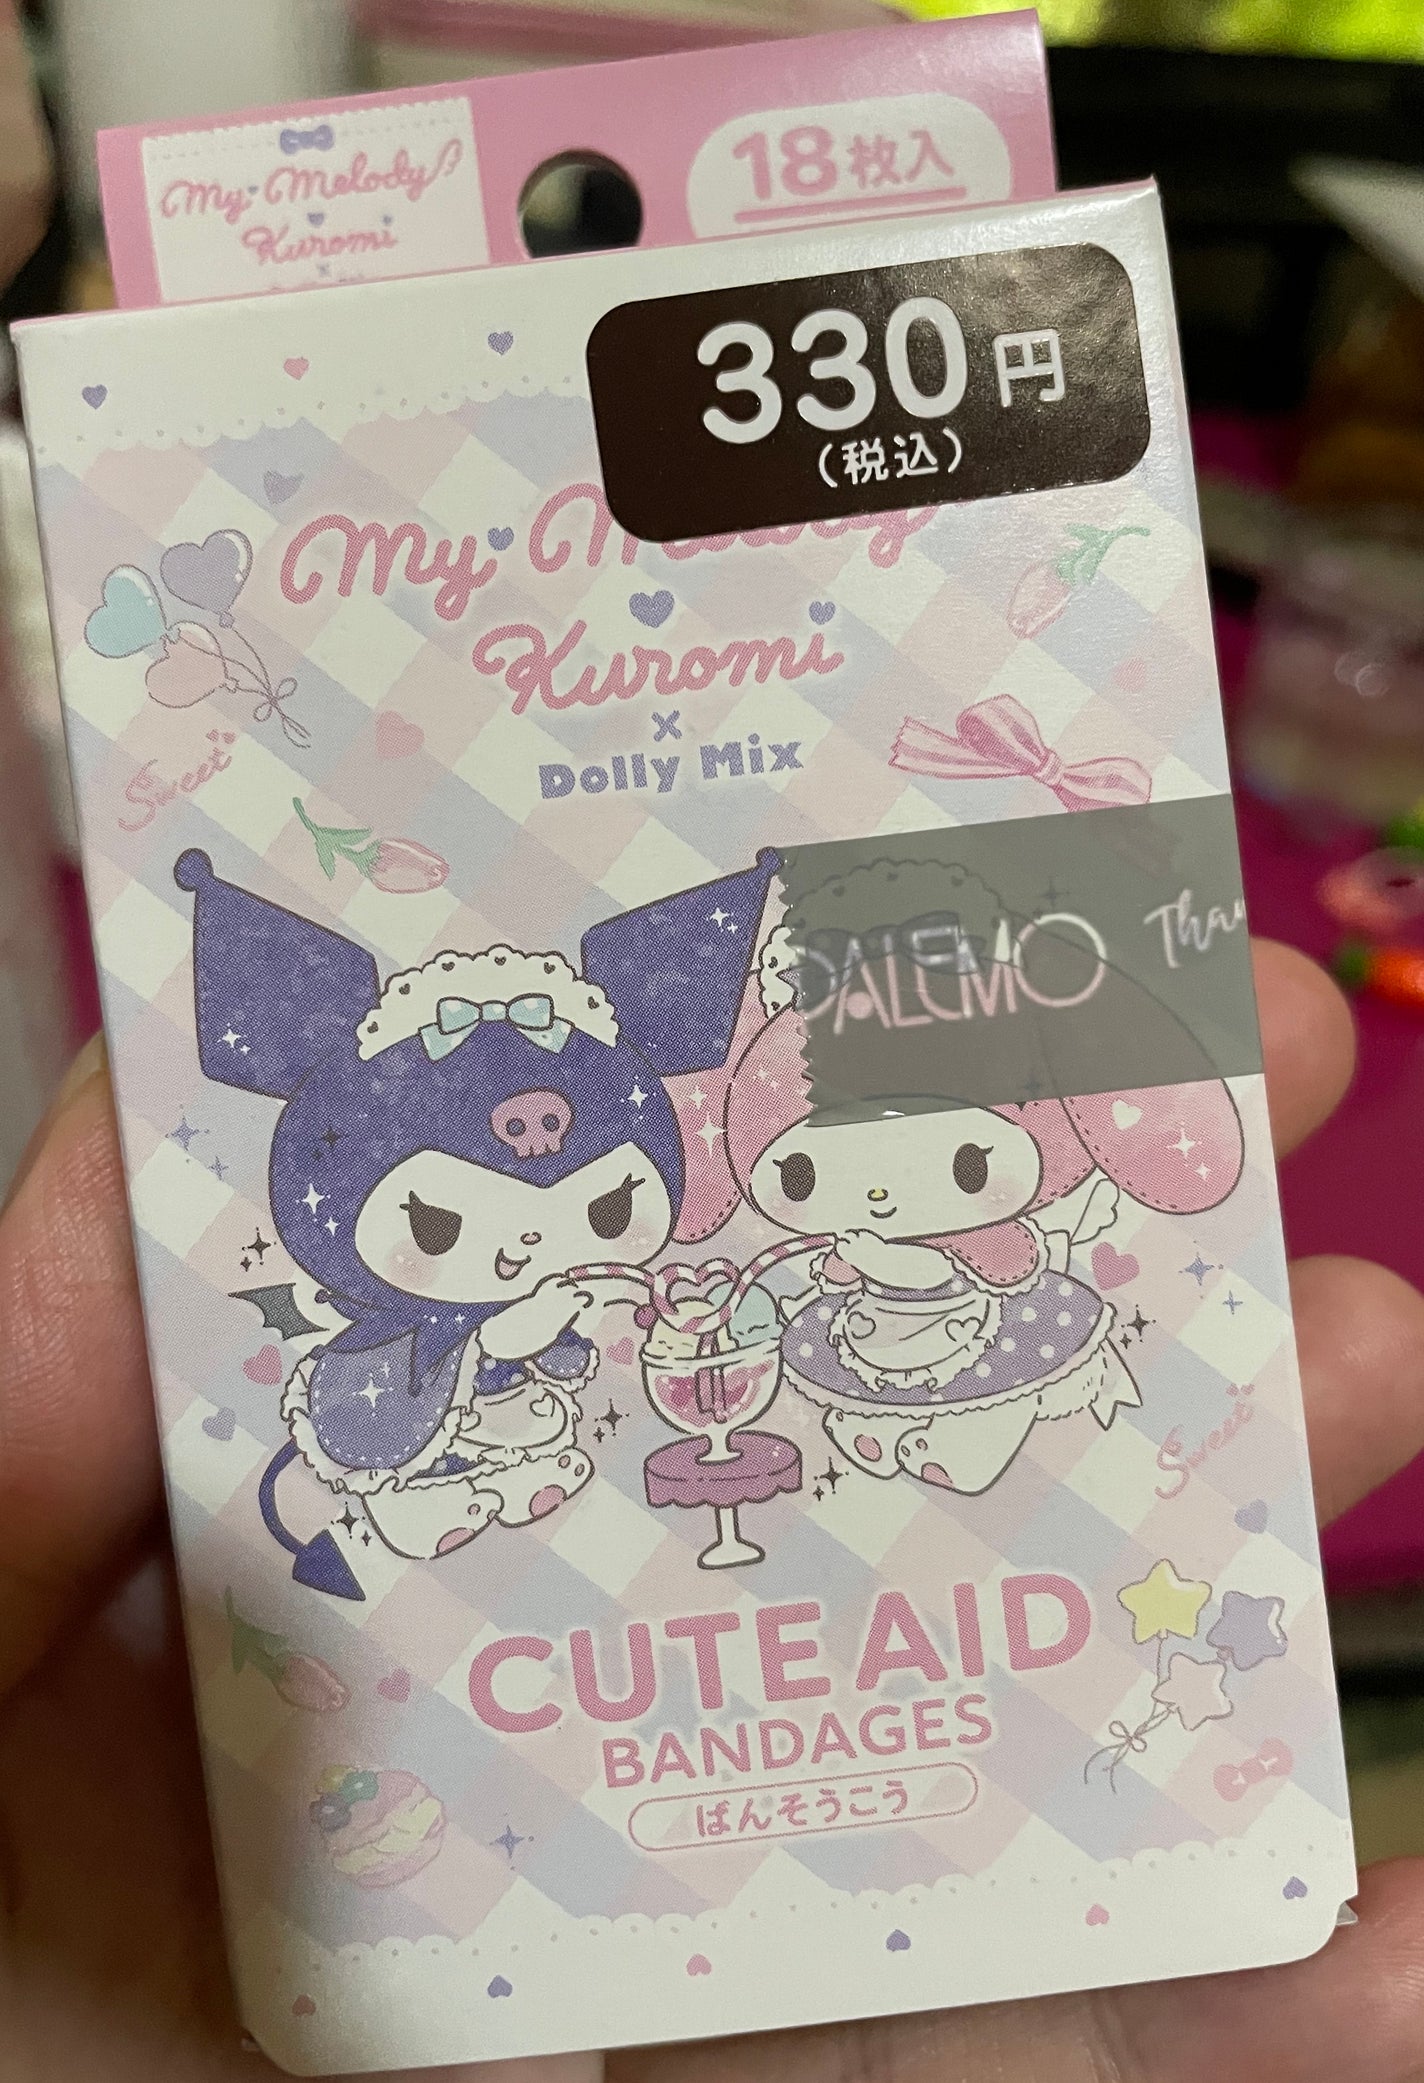 My Melody
Kuromi
18枚入
330円
(税込)
My Melody
Kuromi
x
Dolly Mix
Sweet
PALEMO
Sweet
CUTE AID
BANDAGES
ばんそうこう